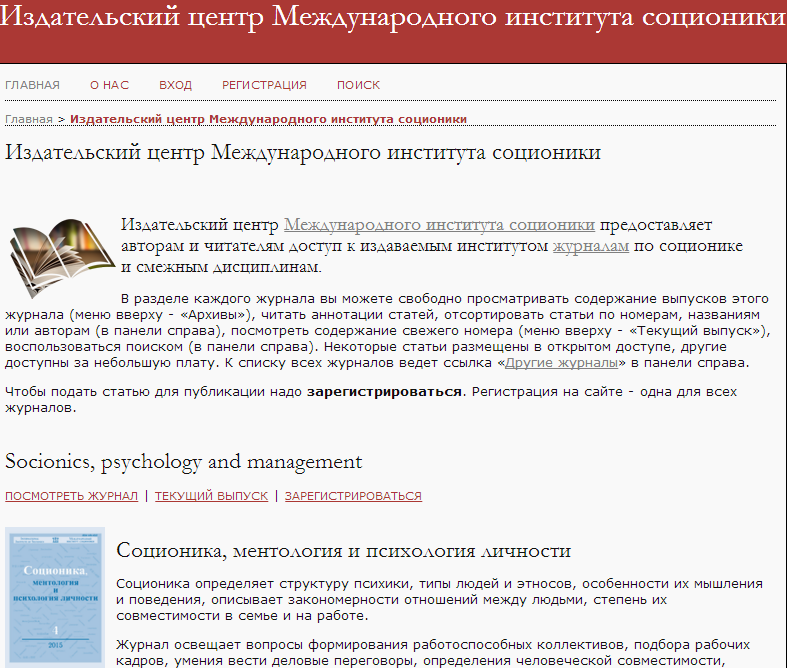 Издательский центр Международного института соционики
ГЛАВНАЯ О НАС ВХОД РЕГИСТРАЦИЯ ПОИСК
Главная > Издательский центр Международного института соционики
Издательский центр Международного института соционики
Издательский центр Международного института соционики предоставляет
авторам и читателям доступ к издаваемым институтом журналам по соционике
и смежным дисциплинам.
В разделе каждого журнала вы можете свободно просматривать содержание выпусков этого
журнала (меню вверху - «Архивы»), читать аннотации статей, отсортировать статьи по номерам, названиям
или авторам (в панели справа), посмотреть содержание свежего номера (меню вверху - «Текущий выпуск»),
воспользоваться поиском (в панели справа). Некоторые статьи размещены в открытом доступе, другие
доступны за небольшую плату. К списку всех журналов ведет ссылка «Другие журналы» в панели справа.
Чтобы подать статью для публикации надо зарегистрироваться. Регистрация на сайте - одна для всех
журналов.
Socionics, psychology and management
ПОСМОТРЕТЬ ЖУРНАЛ | ТЕКУЩИЙ ВЫПУСК | ЗАРЕГИСТРИРОВАТЬСЯ
Соционика,
ментология и
психология личности
4
2015
Соционика, ментология и психология личности
Соционика определяет структуру психики, типы людей и этносов, особенности их мышления
и поведения, описывает закономерности отношений между людьми, степень их
совместимости в семье и на работе.
Журнал освещает вопросы формирования работоспособных коллективов, подбора рабочих
кадров, умения вести деловые переговоры, определения человеческой совместимости,